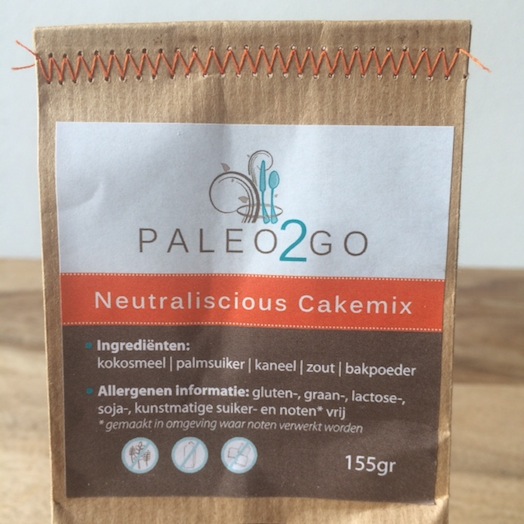 PALEO2GO
Neutraliscious Cakemix
» Ingrediënten:
kokosmeel | palmsuiker | kaneel | zout | bakpoeder
» Allergenen informatie: gluten-, graan-, lactose-,
soja-, kunstmatige suiker- en noten* vrij
* gemaakt in omgeving waar noten verwerkt worden
155gr